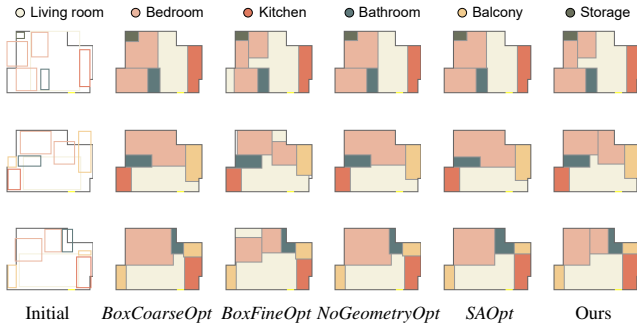 Living room Bedroom Kitchen Bathroom Balcony Storage
Initial BoxCoarseOpt BoxFineOpt NoGeometryOpt SAOpt Ours